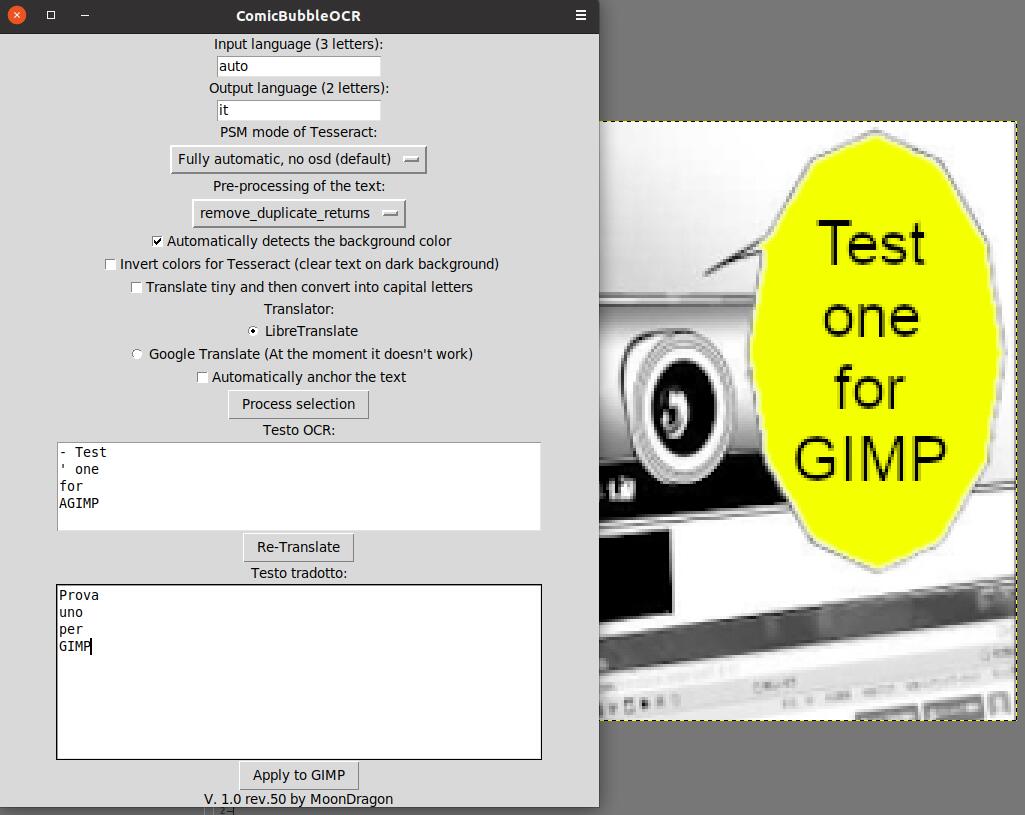 ComicBubbleOCR
Input language (3 letters):
auto
Output language (2 letters):
it
PSM mode of Tesseract:
Fully automatic, no osd (default)
Pre-processing of the text:
remove_duplicate_returns
Automatically detects the background color
Invert colors for Tesseract (clear text on dark background)
Translate tiny and then convert into capital letters
Translator:
LibreTranslate
Google Translate (At the moment it doesn't work)
Automatically anchor the text
Process selection
Testo OCR:
- Test
' one
for
AGIMP
Re-Translate
Testo tradotto:
Prova
uno
per
GIMP
Apply to GIMP
V. 1.0 rev.50 by MoonDragon
Test
one
for
GIMP